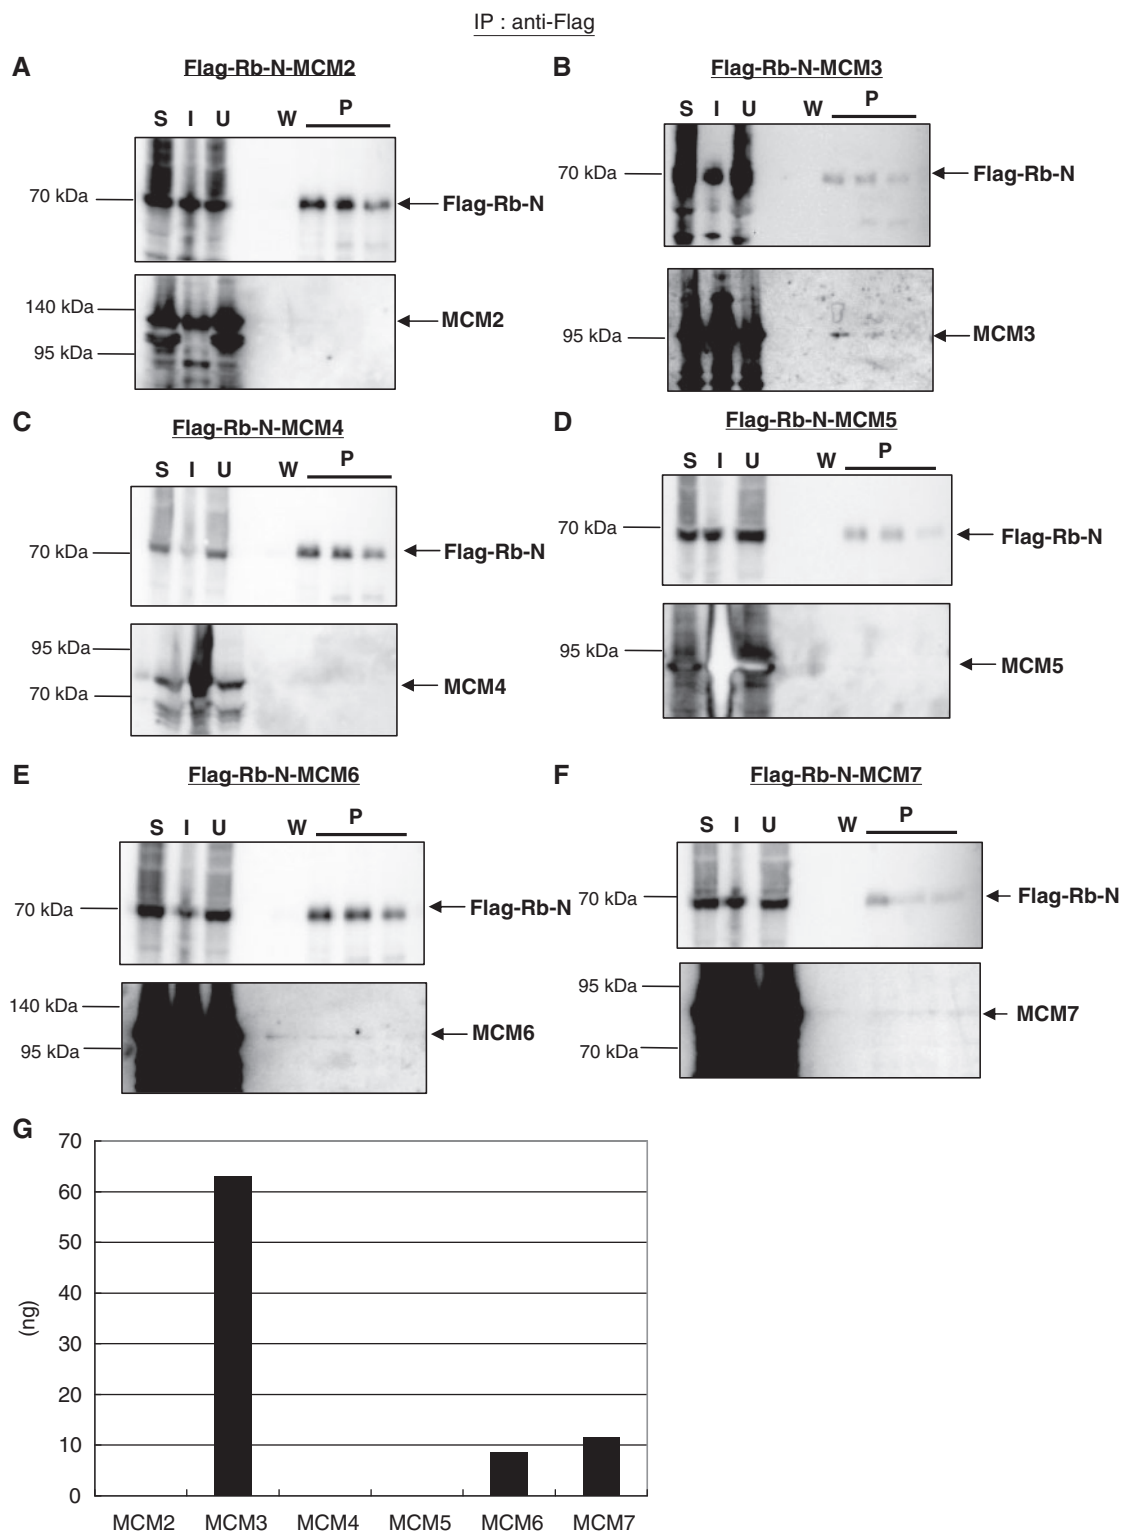 IP : anti-Flag
A
Flag-Rb-N-MCM2
S I U W P
70 kDa
Flag-Rb-N
140 kDa
MCM2
95 kDa
B
Flag-Rb-N-MCM3
S I U W P
70 kDa
Flag-Rb-N
95 kDa
MCM3
C
Flag-Rb-N-MCM4
S I U W P
70 kDa
Flag-Rb-N
95 kDa
MCM4
70 kDa
D
Flag-Rb-N-MCM5
S I U W P
70 kDa
Flag-Rb-N
95 kDa
MCM5
E
Flag-Rb-N-MCM6
S I U W P
70 kDa
Flag-Rb-N
140 kDa
MCM6
95 kDa
F
Flag-Rb-N-MCM7
S I U W P
70 kDa
Flag-Rb-N
95 kDa
MCM7
70 kDa
G
70
60
50
40
30
20
10
0
(ng)
MCM2 MCM3 MCM4 MCM5 MCM6 MCM7